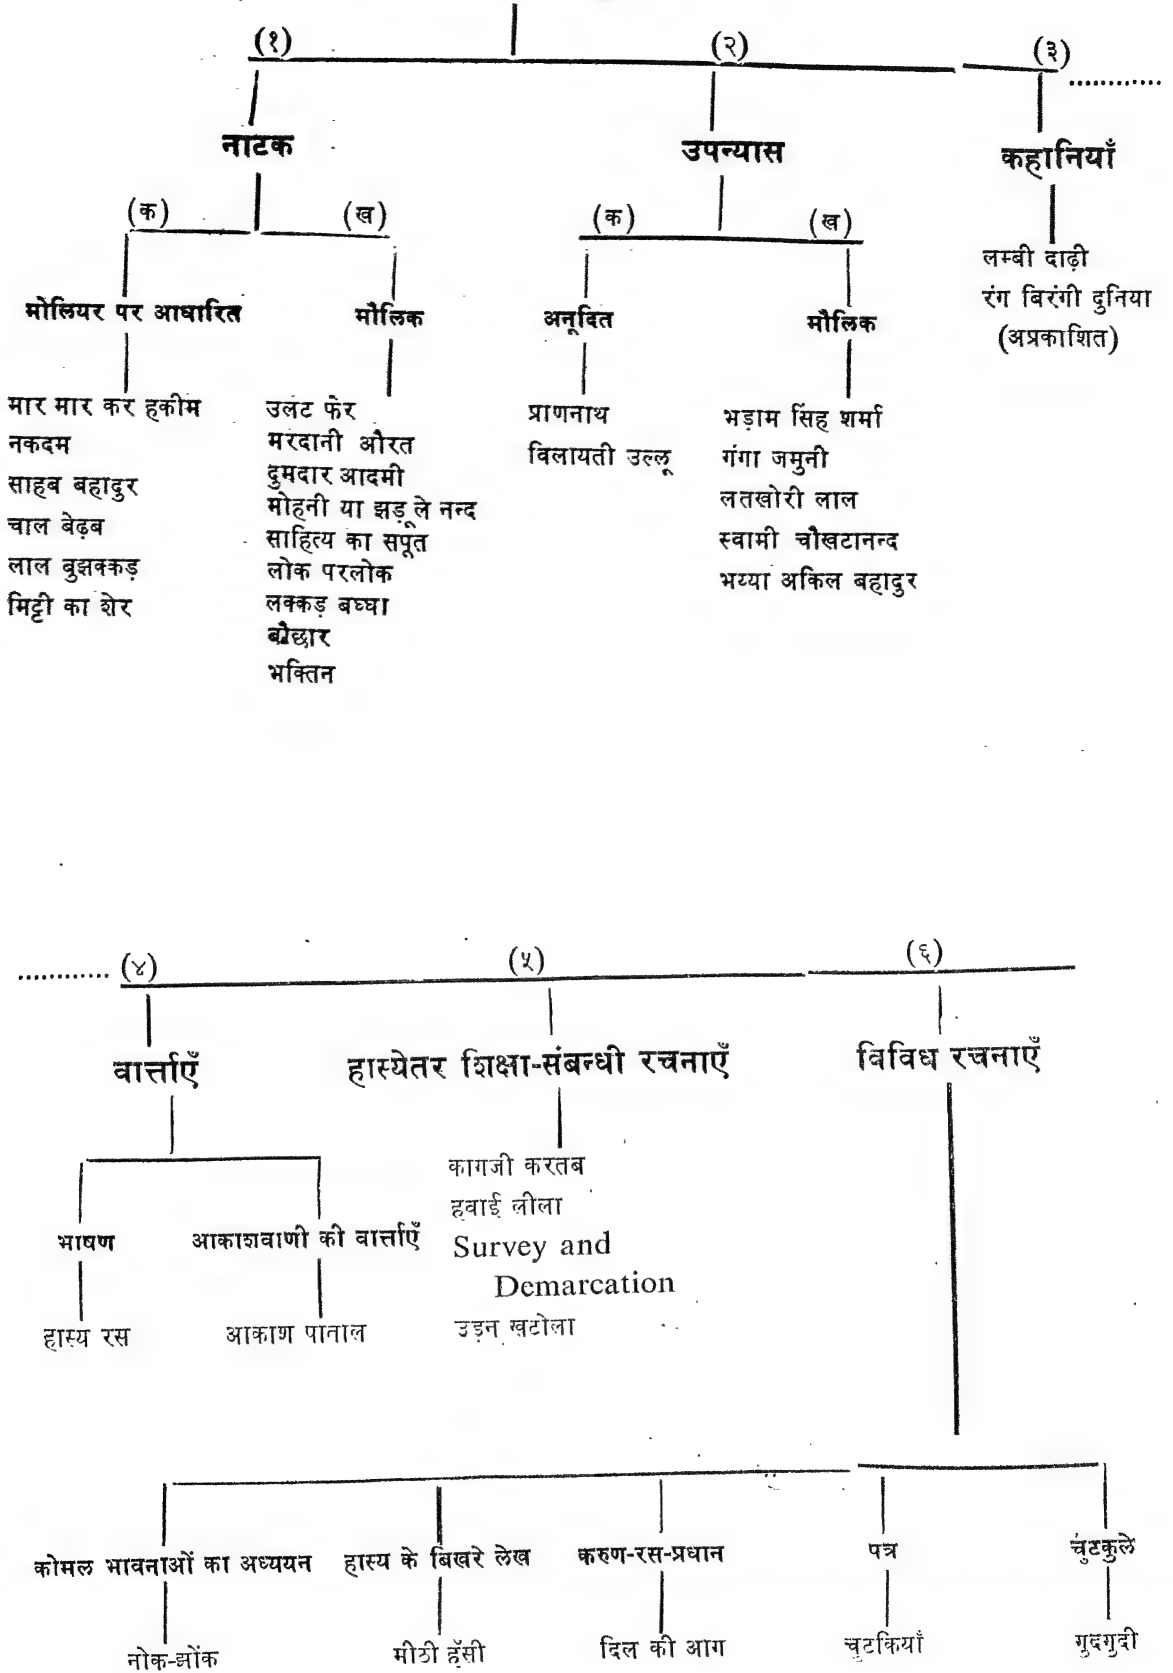 (१) (२) (३)
नाटक उपन्यास कहानियाँ
(क) (ख) (क) (ख)
मोलियर पर आधारित मौलिक अनूदित मौलिक
लम्बी दाढ़ी
रंग बिरंगी दुनिया
(अप्रकाशित)
मार मार कर हकीम
नकदम
साहब बहादुर
चाल बेढ़ब
लाल बुझक्कड़
मिट्टी का शेर
उलट फेर
मरदानी औरत
दुमदार आदमी
मोहनी या झड़ूले नन्द
साहित्य का सपूत
लोक परलोक
लक्कड़ बघ्घा
बौछार
भक्तिन
प्राणनाथ
विलायती उल्लू
भड़ाम सिंह शर्मा
गंगा जमुनी
लतखोरी लाल
स्वामी चौखटानन्द
भय्या अकिल बहादुर
............ (४) (५) (६)
वार्त्ताएँ हास्येतर शिक्षा-संबन्धी रचनाएँ विविध रचनाएँ
भाषण आकाशवाणी की वार्त्ताएँ
हास्य रस आकाश पाताल
कागजी करतब
हवाई लीला
Survey and
Demarcation
उड़न खटोला
कोमल भावनाओं का अध्ययन हास्य के बिखरे लेख करुण-रस-प्रधान पत्र चुटकुले
नोक-झोंक मीठी हँसी दिल की आग चुटकियाँ गुदगुदी